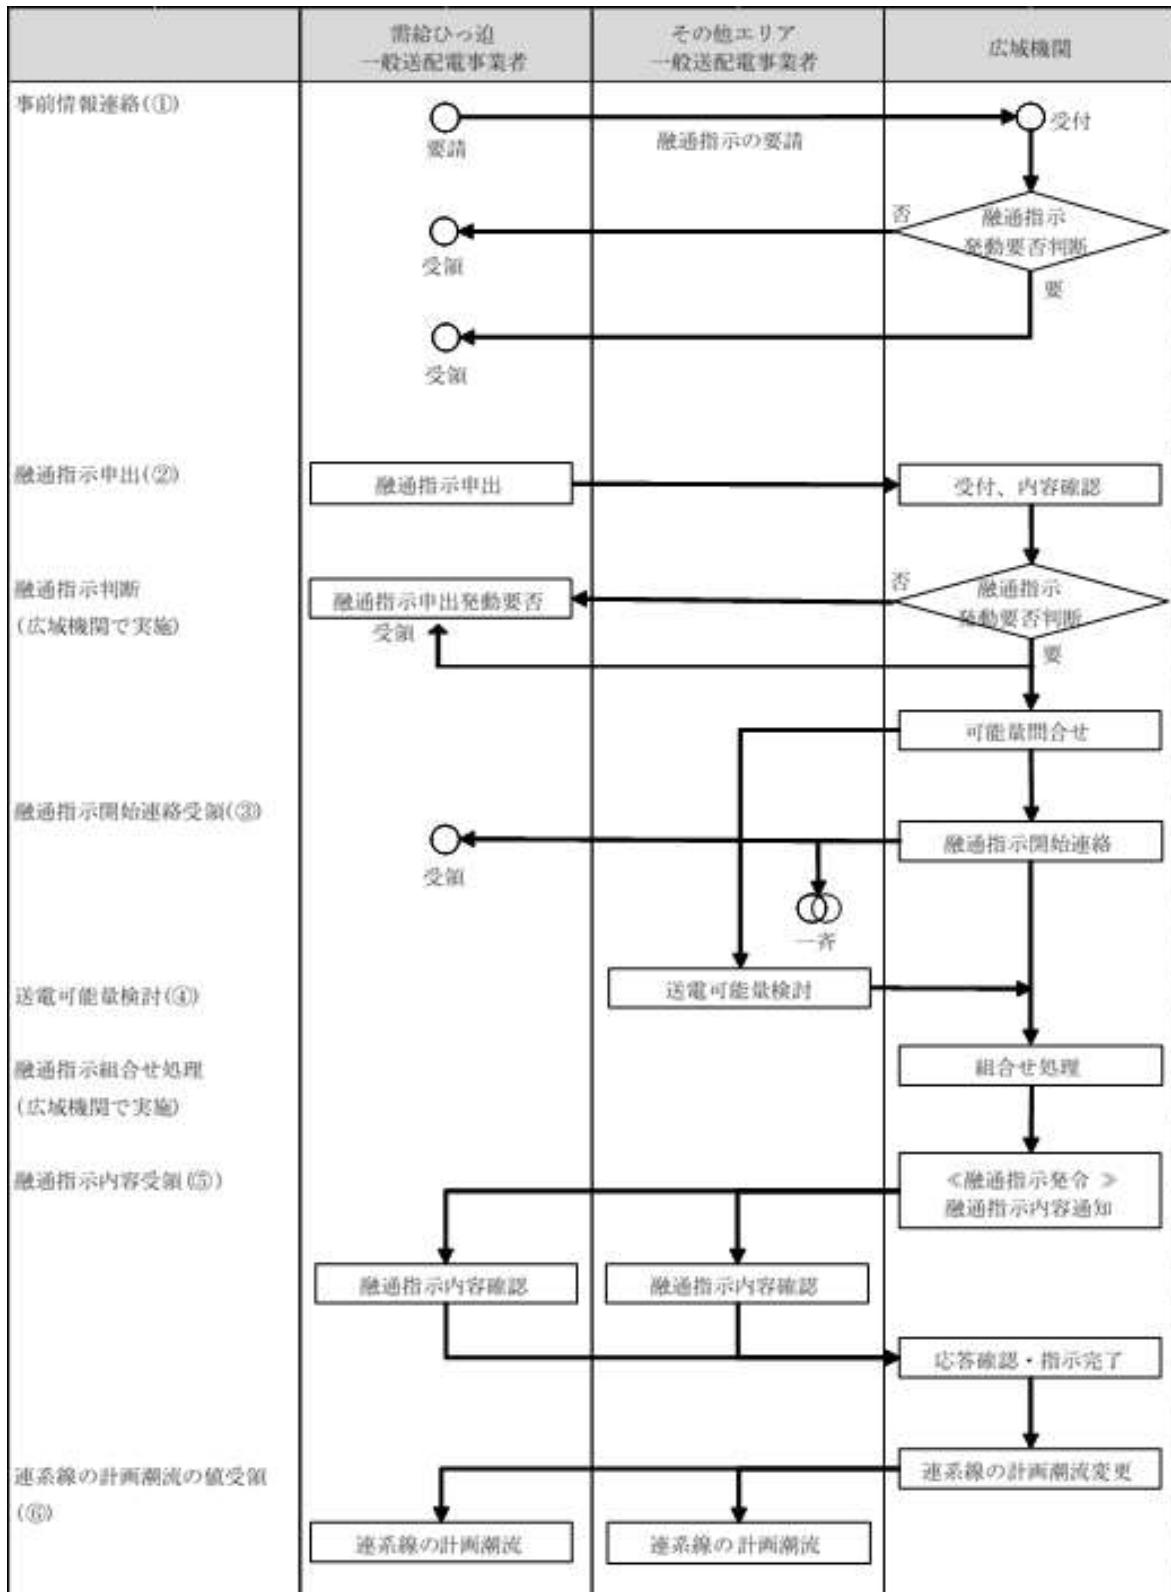 需給ひっ迫
一般送配電事業者
その他エリア
一般送配電事業者
広域機関
事前情報連絡(①)
要請
融通指示の要請
受付
融通指示
発動要否判断
否
受領
要
受領
融通指示申出(②)
融通指示申出
受付、内容確認
融通指示判断
(広域機関で実施)
融通指示申出発動要否
受領
否
融通指示
発動要否判断
要
可能量問合せ
融通指示開始連絡受領(③)
受領
融通指示開始連絡
一斉
送電可能量検討(④)
送電可能量検討
融通指示組合せ処理
(広域機関で実施)
組合せ処理
融通指示内容受領(⑤)
≪融通指示発令 ≫
融通指示内容通知
融通指示内容確認
融通指示内容確認
応答確認・指示完了
連系線の計画潮流の値受領
(⑥)
連系線の計画潮流変更
連系線の計画潮流
連系線の計画潮流